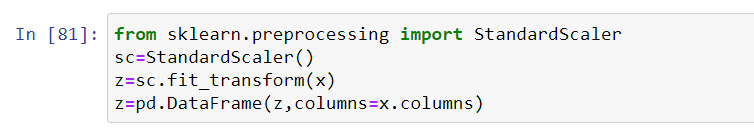 In [81]: from sklearn.preprocessing import StandardScaler
sc=StandardScaler()
z=sc.fit_transform(x)
z=pd.DataFrame(z,columns=x.columns)